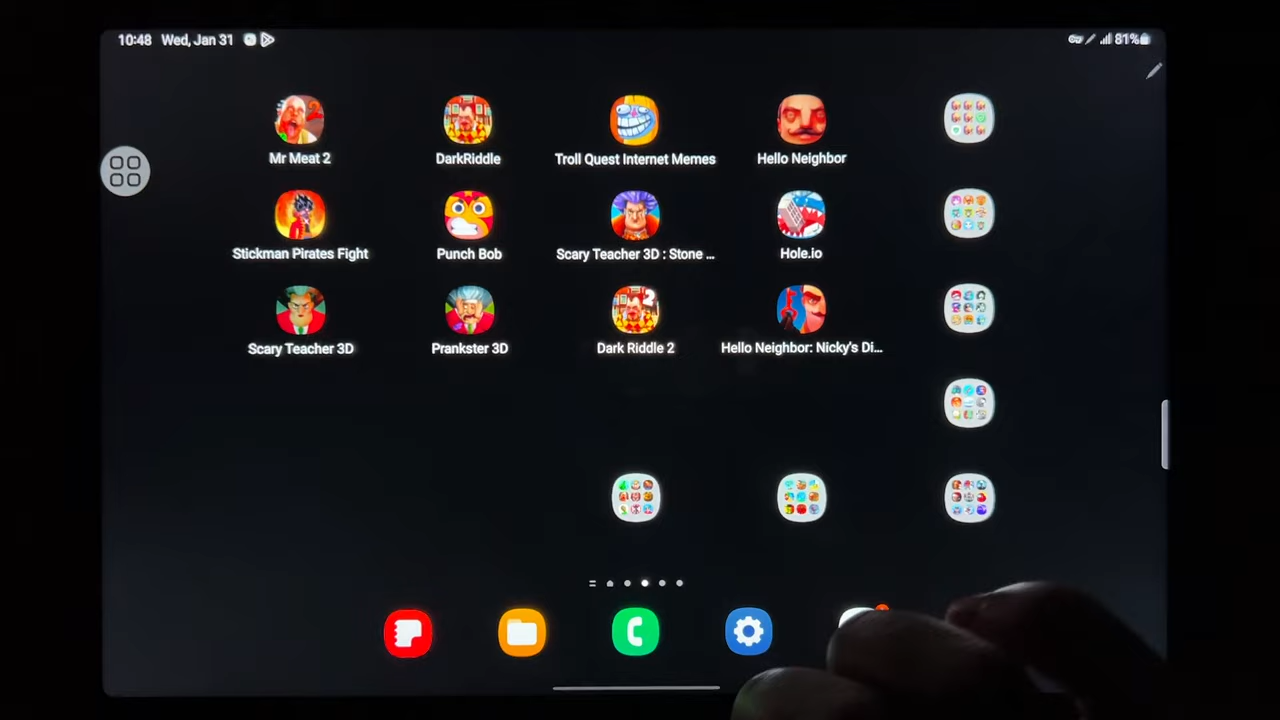 10:48 Wed, Jan 31
81%
2
Mr Meat 2
DarkRiddle
Troll Quest Internet Memes
Hello Neighbor
Stickman Pirates Fight
Punch Bob
Scary Teacher 3D : Stone ...
Hole.io
2
Scary Teacher 3D
Prankster 3D
Dark Riddle 2
Hello Neighbor: Nicky's Di...